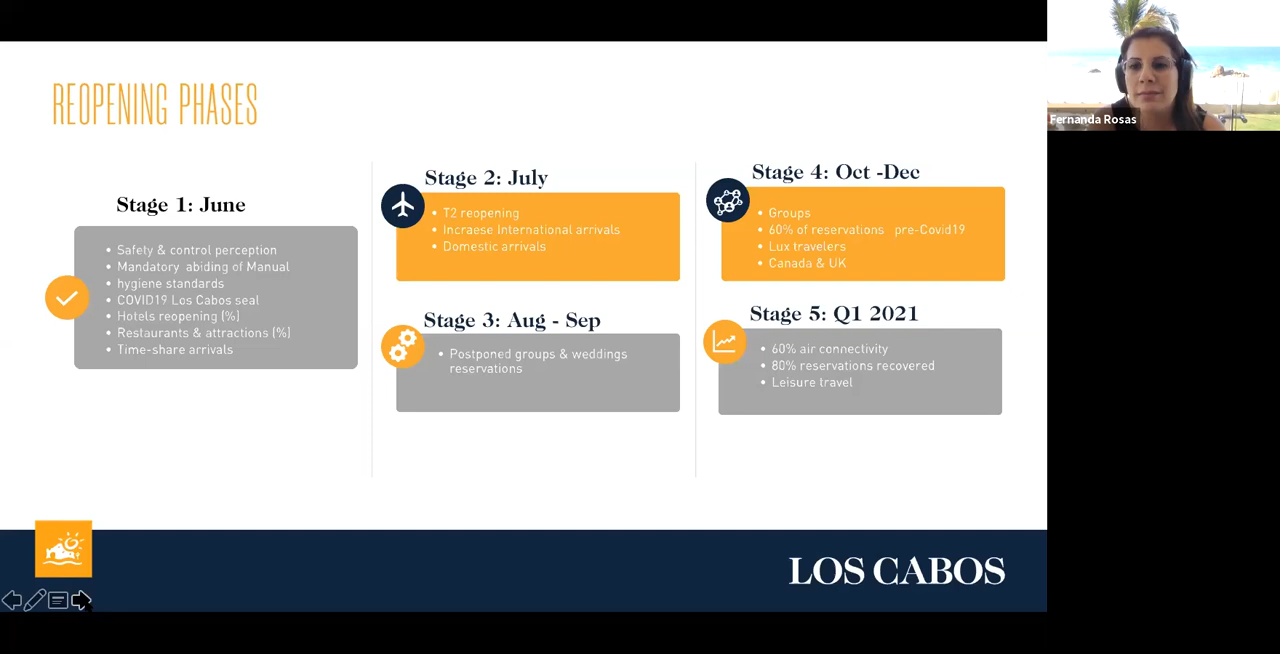 REOPENING PHASES
Stage 1: June
• Safety & control perception
• Mandatory abiding of Manual
• hygiene standards
• COVID19 Los Cabos seal
• Hotels reopening (%)
• Restaurants & attractions (%)
• Time-share arrivals
Stage 2: July
• T2 reopening
• Incraese International arrivals
• Domestic arrivals
Stage 3: Aug - Sep
• Postponed groups & weddings
reservations
Stage 4: Oct -Dec
• Groups
• 60% of reservations pre-Covid19
• Lux travelers
• Canada & UK
Stage 5: Q1 2021
• 60% air connectivity
• 80% reservations recovered
• Leisure travel
LOS CABOS
Fernanda Rosas